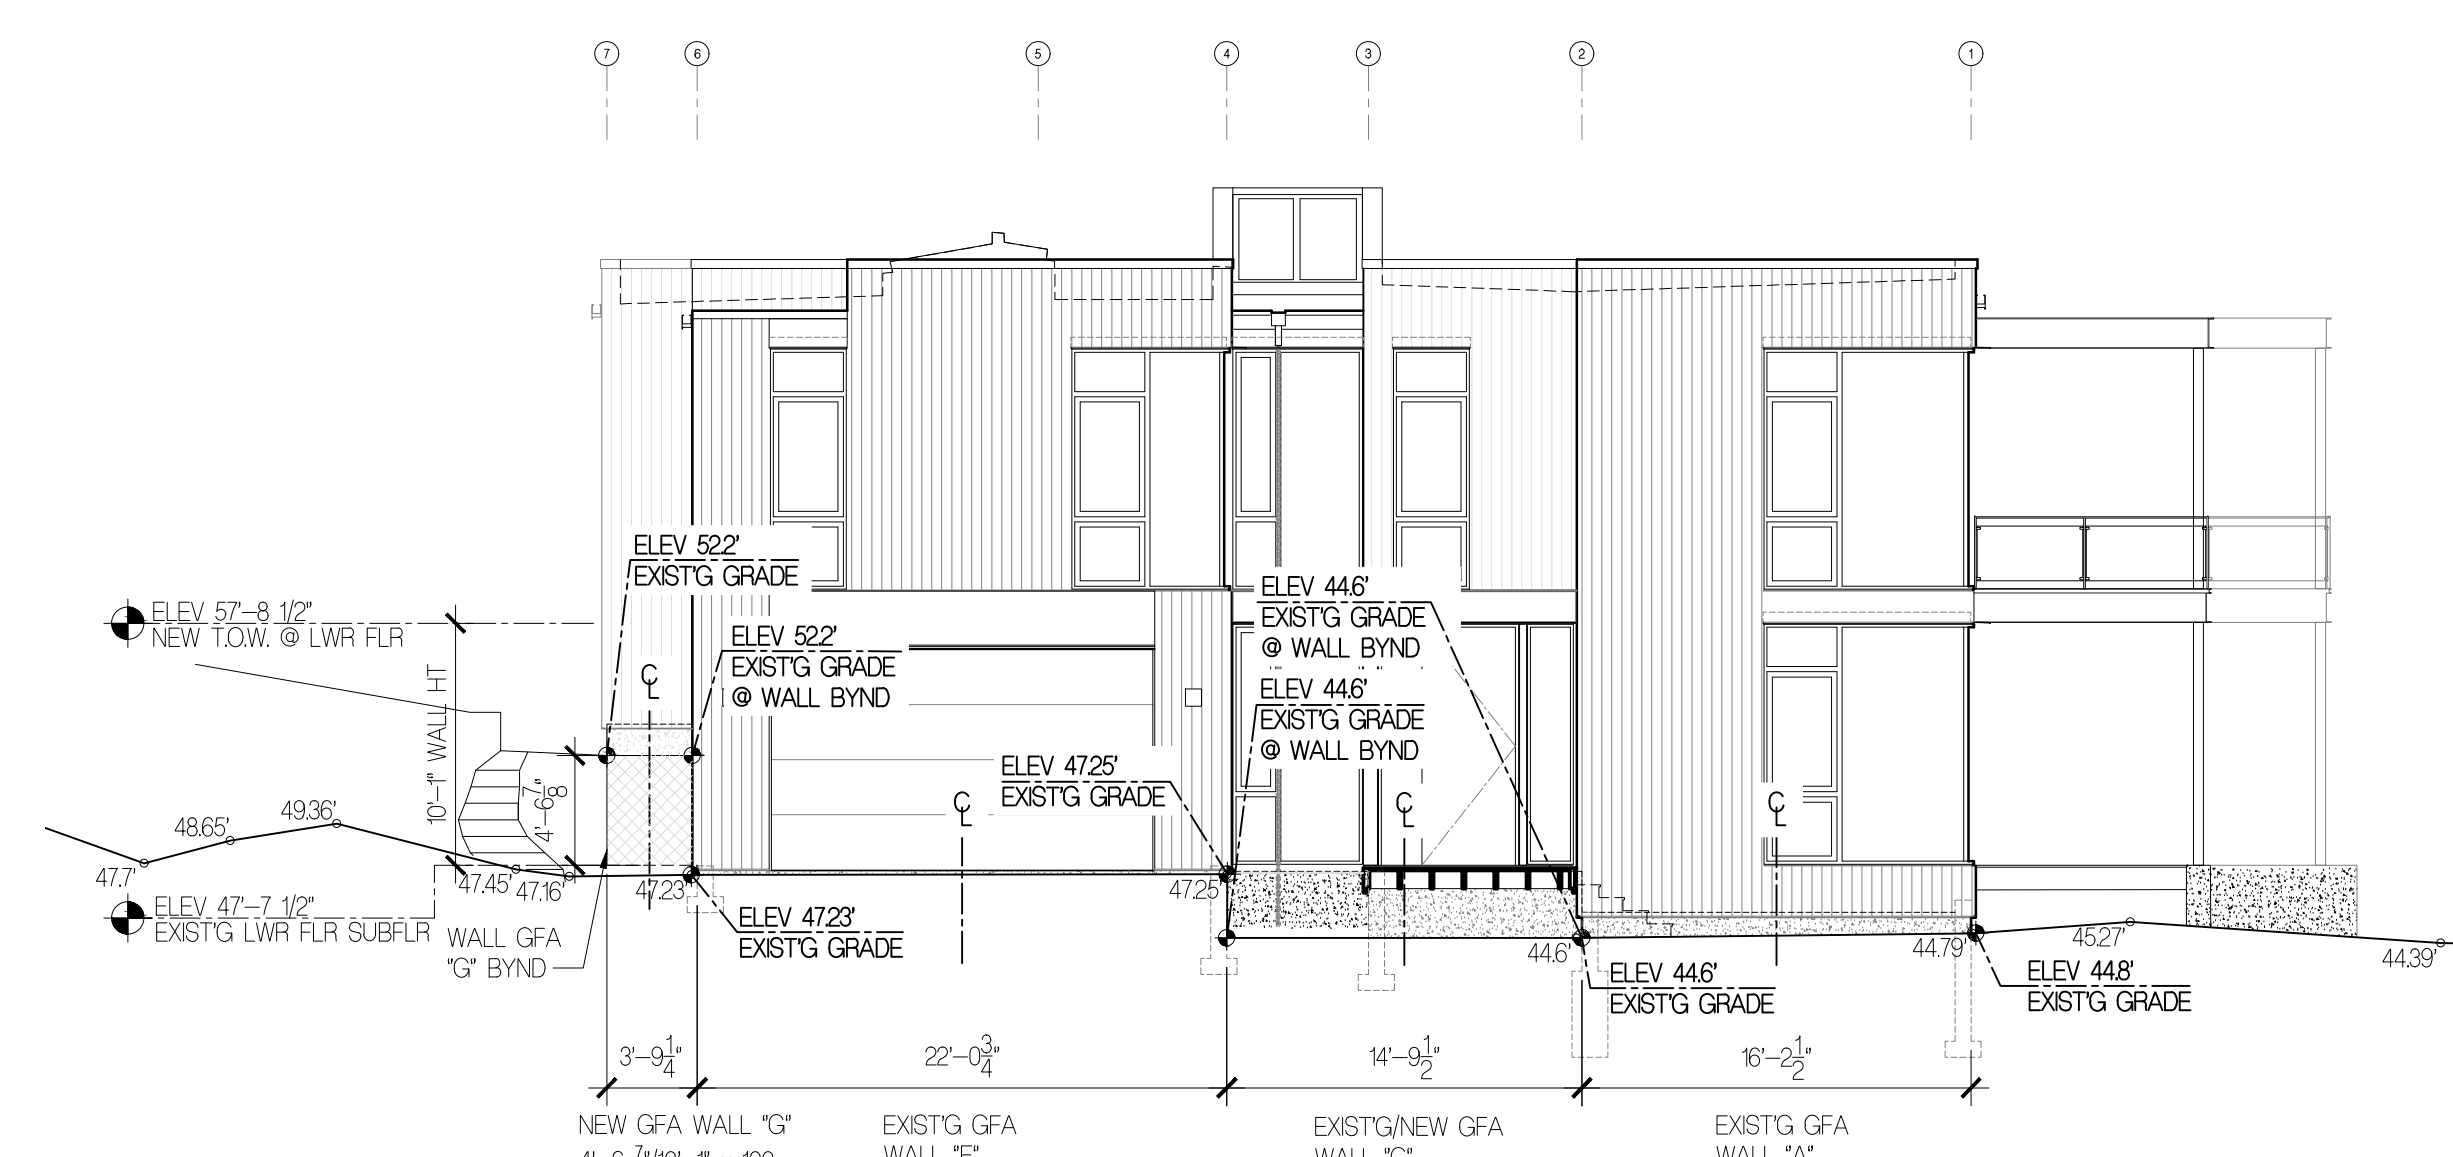 7 6 5 4 3 2 1
ELEV 52.2'
EXIST'G GRADE
ELEV 57'-8 1/2"
NEW T.O.W. @ LWR FLR
ELEV 52.2'
EXIST'G GRADE
@ WALL BYND
ELEV 44.6'
EXIST'G GRADE
@ WALL BYND
ELEV 44.6'
EXIST'G GRADE
@ WALL BYND
ELEV 47.25'
EXIST'G GRADE
10'-1" WALL HT
4'-6 7/8"
℄
℄
℄
℄
47.7'
48.65'
49.36'
47.45'
47.16'
47.23'
47.25'
44.6'
44.79'
45.27'
44.39'
ELEV 47'-7 1/2"
EXIST'G LWR FLR SUBFLR
WALL GFA
"G" BYND
ELEV 47.23'
EXIST'G GRADE
ELEV 44.6'
EXIST'G GRADE
ELEV 44.8'
EXIST'G GRADE
3'-9 1/4"
22'-0 3/4"
14'-9 1/2"
16'-2 1/2"
NEW GFA WALL "G"
EXIST'G GFA
EXIST'G/NEW GFA
WALL "C"
EXIST'G GFA
WALL "A"